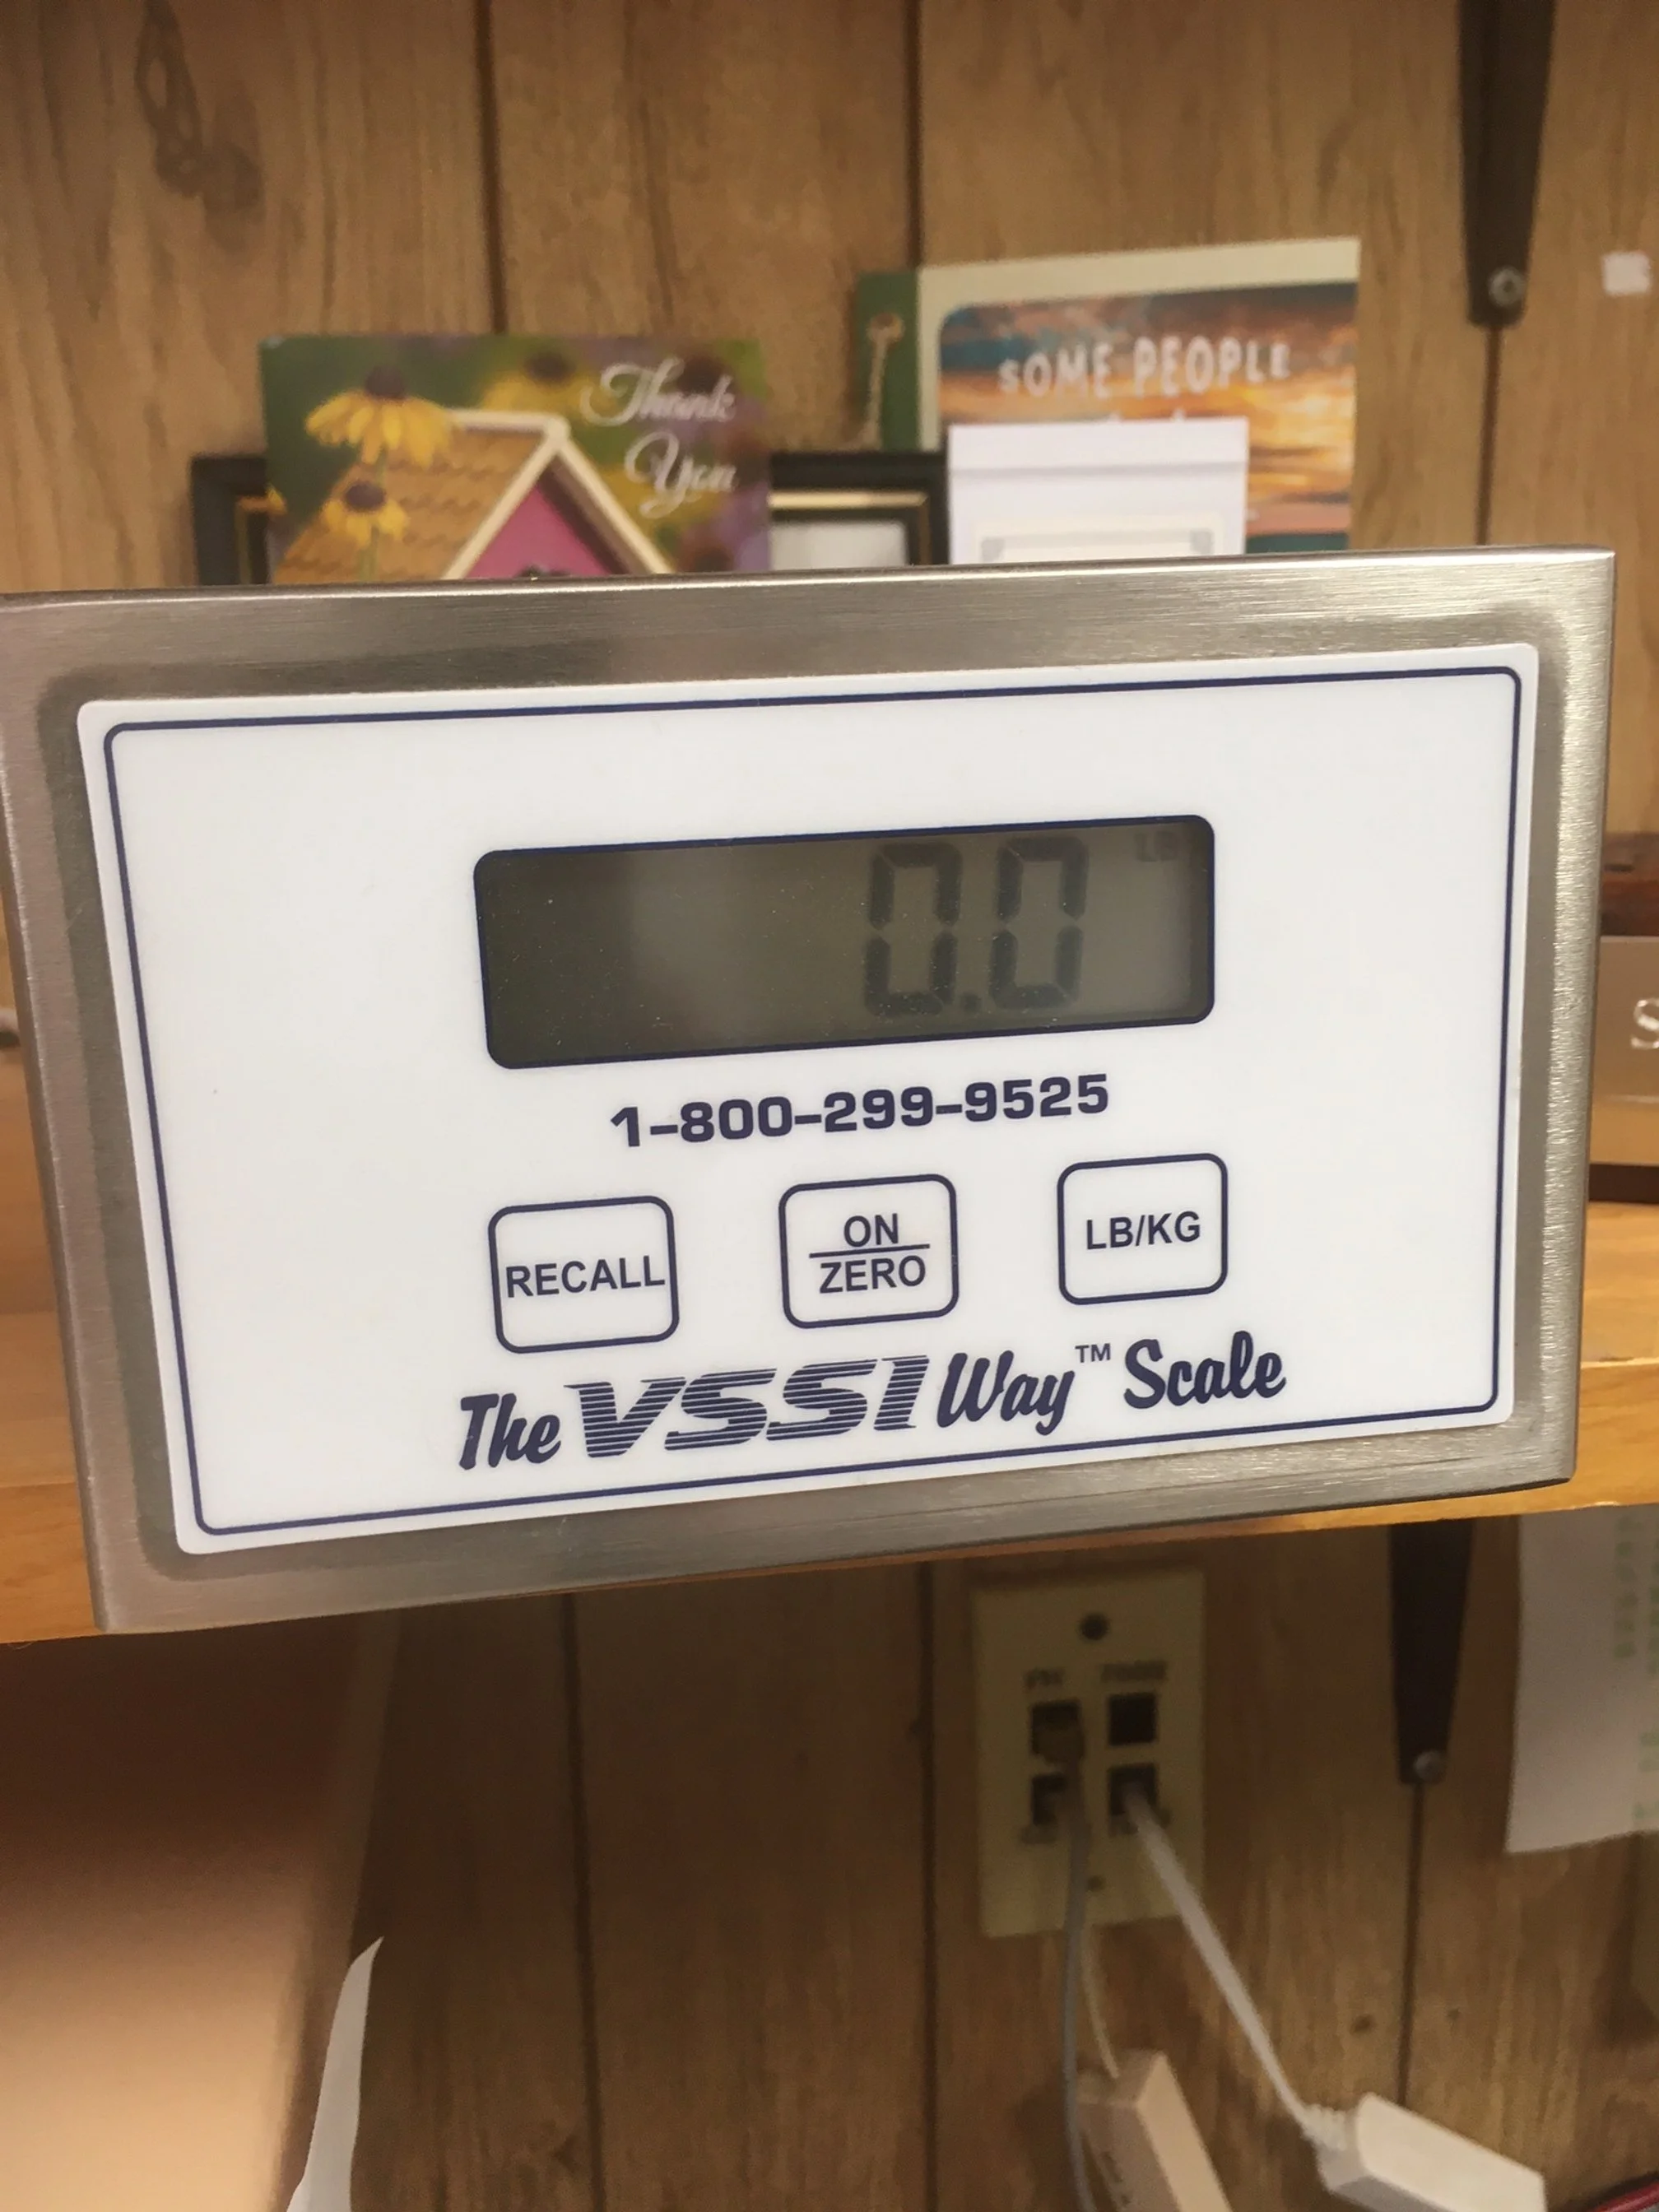 Thank
You
SOME PEOPLE
LB
0.0
1-800-299-9525
RECALL
ON
ZERO
LB/KG
The VSSI Way™ Scale
S